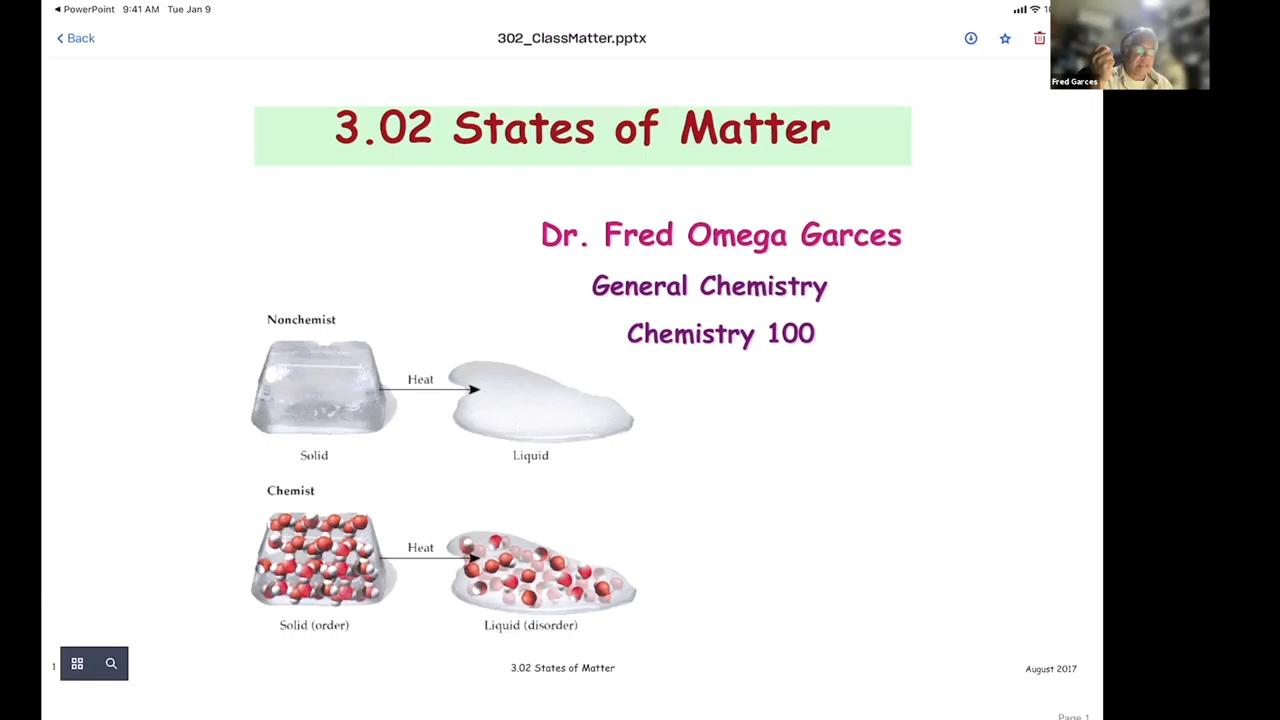 PowerPoint 9:41 AM Tue Jan 9
Back
302_ClassMatter.pptx
Fred Garces
3.02 States of Matter
Dr. Fred Omega Garces
General Chemistry
Chemistry 100
Nonchemist
Heat
Solid
Liquid
Chemist
Heat
Solid (order)
Liquid (disorder)
1
3.02 States of Matter
August 2017
Page 1